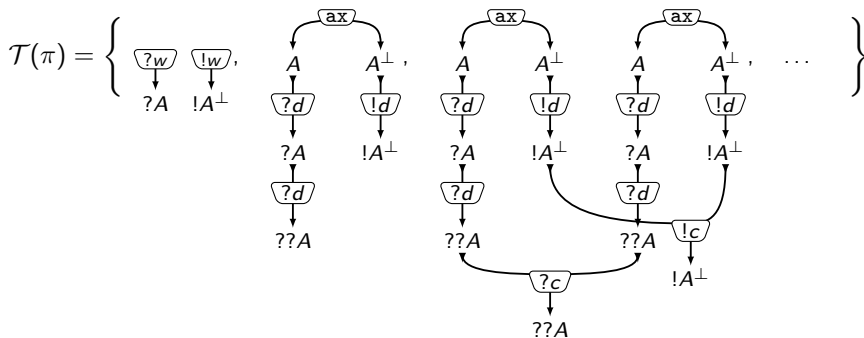 ax ax ax
𝒯(π) = { ?w !w , A A⊥ , A A⊥ A A⊥ , ... }
?d !d ?d !d ?d !d
?A !A⊥
?A !A⊥ ?A !A⊥ ?A !A⊥
?d ?d ?d
!c
??A ??A ??A
?c !A⊥
??A